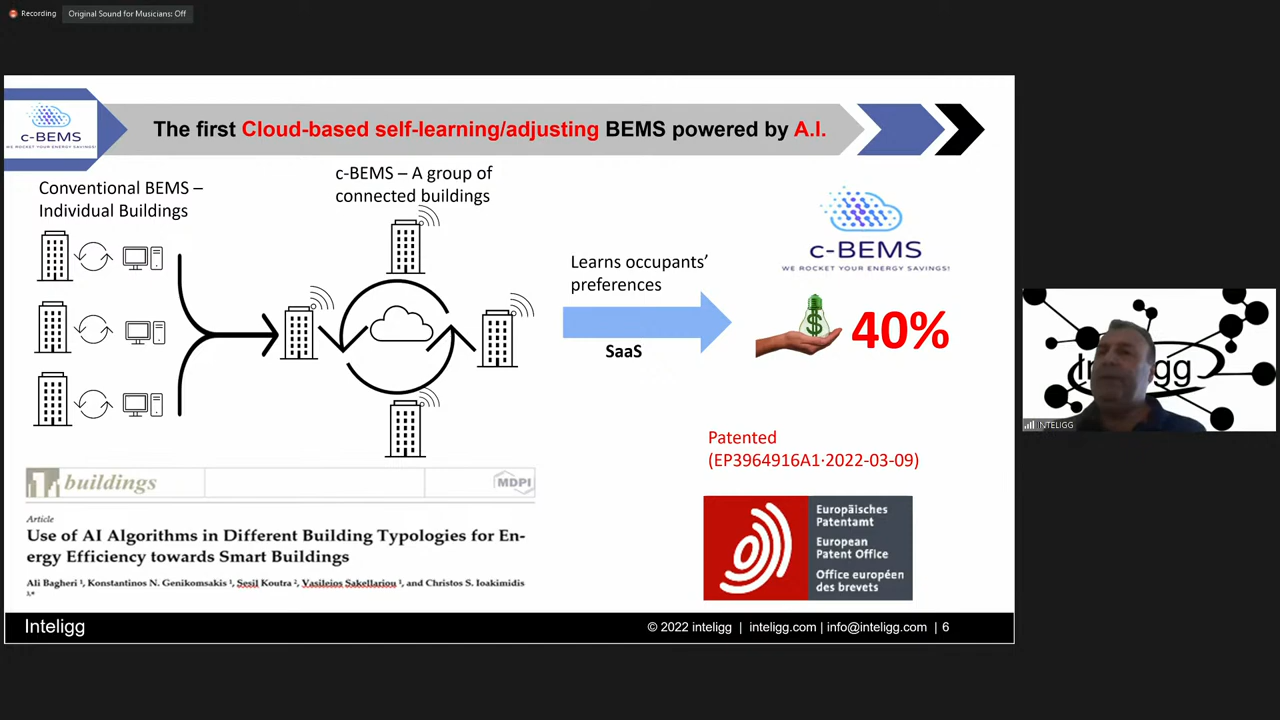 Recording
Original Sound for Musicians: Off
c-BEMS
WE ROCKET YOUR ENERGY SAVINGS!
The first Cloud-based self-learning/adjusting BEMS powered by A.I.
Conventional BEMS –
Individual Buildings
c-BEMS – A group of
connected buildings
Learns occupants’
preferences
SaaS
c-BEMS
WE ROCKET YOUR ENERGY SAVINGS!
$
40%
Patented
(EP3964916A1·2022-03-09)
buildings
MDPI
Article
Use of AI Algorithms in Different Building Typologies for En-
ergy Efficiency towards Smart Buildings
Ali Bagheri ¹, Konstantinos N. Genikomsakis ¹, Sesil Koutra ², Vasileios Sakellariou ³, and Christos S. Ioakimidis
³,*
Europäisches
Patentamt
European
Patent Office
Office européen
des brevets
Inteligg
© 2022 inteligg | inteligg.com | info@inteligg.com | 6
INTELIGG